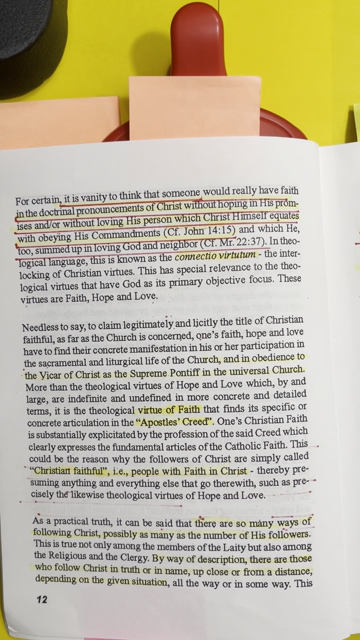 For certain, it is vanity to think that someone would really have faith
in the doctrinal pronouncements of Christ without hoping in His prom-
ises and/or without loving His person which Christ Himself equates
with obeying His Commandments (Cf. John 14:15) and which He,
too, summed up in loving God and neighbor (Cf. Mr. 22:37). In theo-
logical language, this is known as the connectio virtutum - the inter-
locking of Christian virtues. This has special relevance to the theo-
logical virtues that have God as its primary objective focus. These
virtues are Faith, Hope and Love.
Needless to say, to claim legitimately and licitly the title of Christian
faithful, as far as the Church is concerned, one's faith, hope and love
have to find their concrete manifestation in his or her participation in
the sacramental and liturgical life of the Church, and in obedience to
the Vicar of Christ as the Supreme Pontiff in the universal Church.
More than the theological virtues of Hope and Love which, by and
large, are indefinite and undefined in more concrete and detailed
terms, it is the theological virtue of Faith that finds its specific or
concrete articulation in the "Apostles' Creed". One's Christian Faith
is substantially explicitated by the profession of the said Creed which
clearly expresses the fundamental articles of the Catholic Faith. This
could be the reason why the followers of Christ are simply called
"Christian faithful", i.e., people with Faith in Christ - thereby pre-
suming anything and everything else that go therewith, such as pre-
cisely the likewise theological virtues of Hope and Love.
As a practical truth, it can be said that there are so many ways of
following Christ, possibly as many as the number of His followers.
This is true not only among the members of the Laity but also among
the Religious and the Clergy. By way of description, there are those
who follow Christ in truth or in name, up close or from a distance,
depending on the given situation, all the way or in some way. This
12